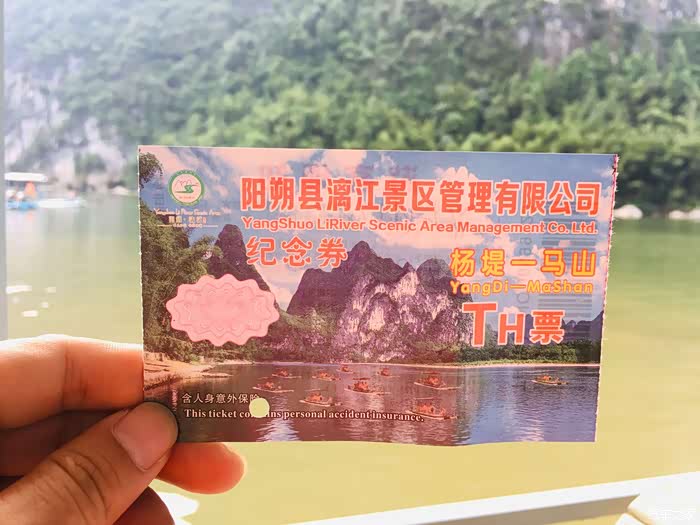 阳朔县漓江景区管理有限公司
YangShuo LiRiver Scenic Area Management Co. Ltd.
纪念券
杨堤—马山
YangDi—MaShan
TH票
含人身意外保险
This ticket con ins personal accident insurance.